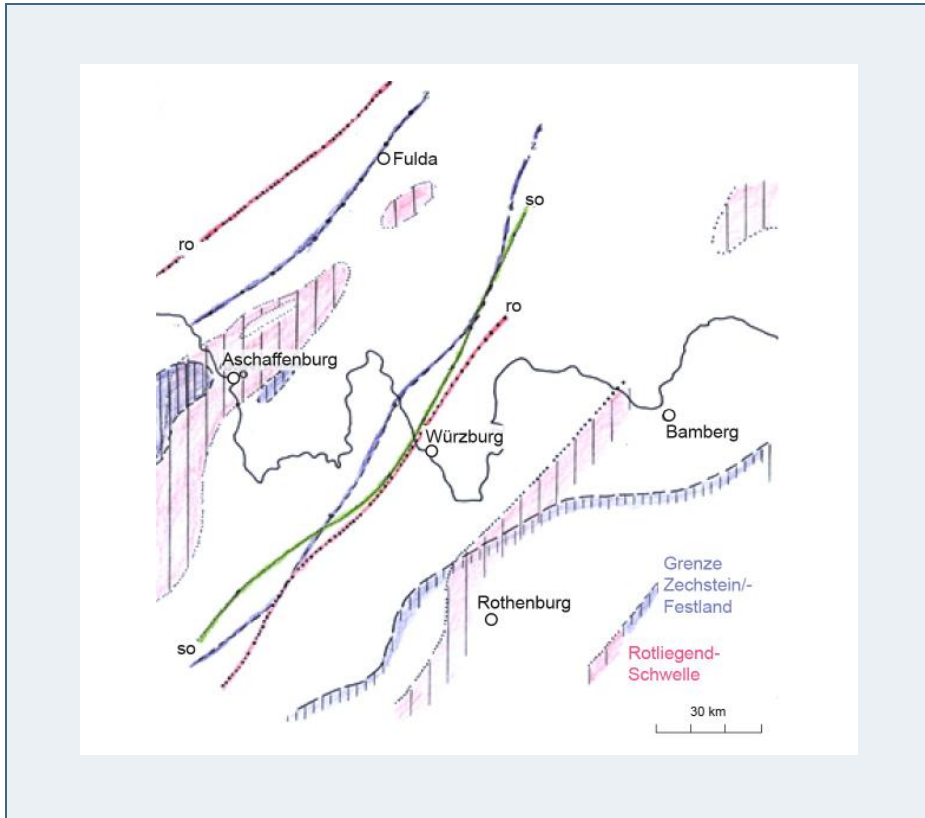 z
Fulda
z
so
ro
ro
Aschaffenburg
Würzburg
Bamberg
Grenze
Zechstein/-
Festland
Rothenburg
so
Rotliegend-
Schwelle
30 km